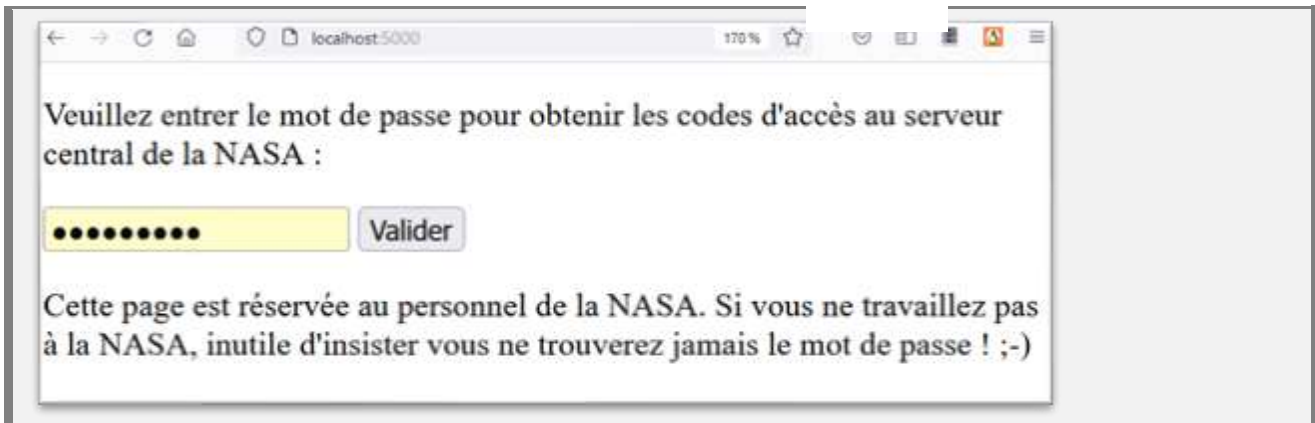 localhost:5000
170 %
Veuillez entrer le mot de passe pour obtenir les codes d'accès au serveur
central de la NASA :
●●●●●●●●● Valider
Cette page est réservée au personnel de la NASA. Si vous ne travaillez pas
à la NASA, inutile d'insister vous ne trouverez jamais le mot de passe ! ;-)